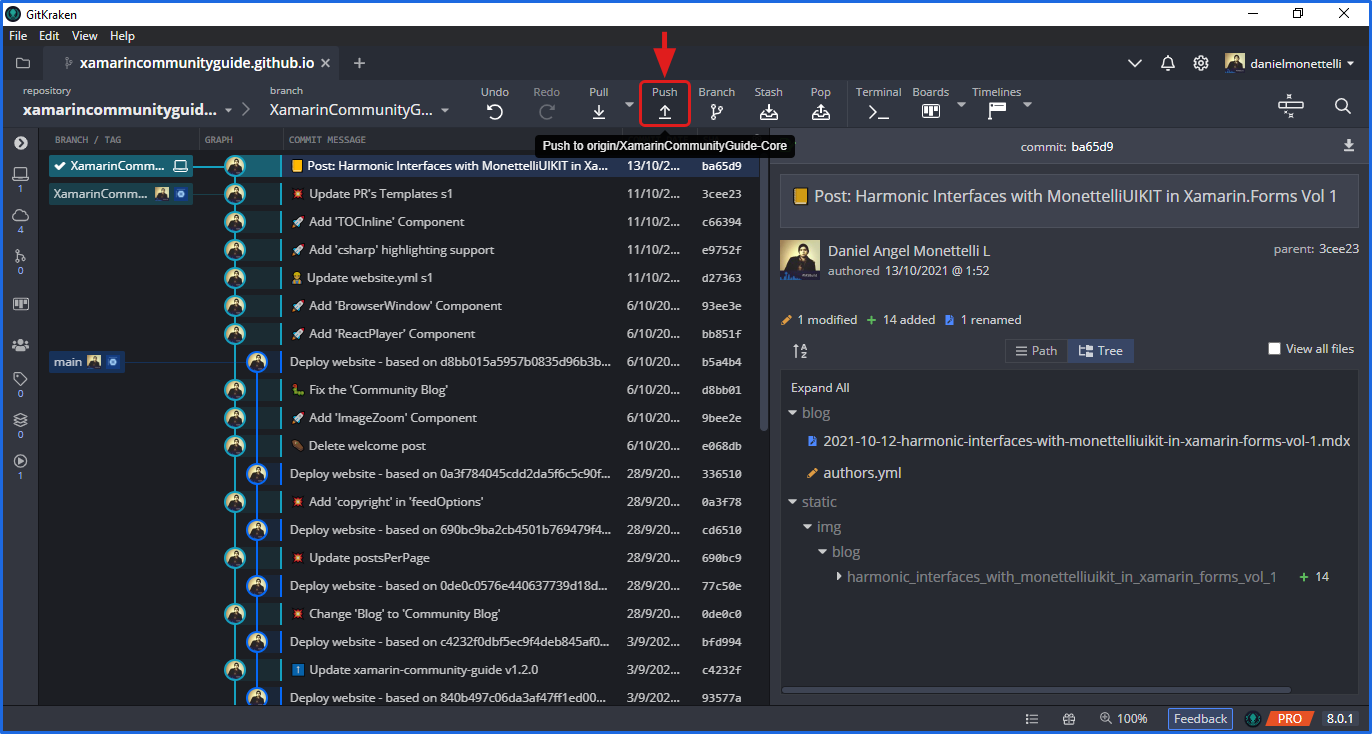 GitKraken
File Edit View Help
xamarincommunityguide.github.io
danielmonettelli
repository
xamarincommunityguid...
branch
XamarinCommunityG...
Undo Redo Pull Push Branch Stash Pop Terminal Boards Timelines
Push to origin/XamarinCommunityGuide-Core
BRANCH / TAG GRAPH COMMIT MESSAGE
XamarinComm... Post: Harmonic Interfaces with MonettelliUIKIT in Xa... 13/10/2... ba65d9
XamarinComm... Update PR's Templates s1 11/10/20... 3cee23
Add 'TOCInline' Component 11/10/20... c66394
Add 'csharp' highlighting support 11/10/20... e9752f
Update website.yml s1 11/10/20... d27363
Add 'BrowserWindow' Component 6/10/20... 93ee3e
Add 'ReactPlayer' Component 6/10/20... bb851f
main Deploy website - based on d8bb015a5957b0835d96b3b... 6/10/20... b5a4b4
Fix the 'Community Blog' 6/10/20... d8bb01
Add 'ImageZoom' Component 6/10/20... 9bee2e
Delete welcome post 6/10/20... e068db
Deploy website - based on 0a3f784045cdd2da5f6c5c90f... 28/9/20... 336510
Add 'copyright' in 'feedOptions' 28/9/20... 0a3f78
Deploy website - based on 690bc9ba2cb4501b769479f4... 28/9/20... cd6510
Update postsPerPage 28/9/20... 690bc9
Deploy website - based on 0de0c0576e440637739d18d... 28/9/20... 77c50e
Change 'Blog' to 'Community Blog' 28/9/20... 0de0c0
Deploy website - based on c4232f0dbf5ec9f4deb845af0... 3/9/202... bfd994
Update xamarin-community-guide v1.2.0 3/9/202... c4232f
Deploy website - based on 840b497c06da3af47ff1ed00... 3/9/202... 93577a
1
4
0
0
0
1
commit: ba65d9
Post: Harmonic Interfaces with MonettelliUIKIT in Xamarin.Forms Vol 1
Daniel Angel Monettelli L
authored 13/10/2021 @ 1:52
parent: 3cee23
1 modified + 14 added 1 renamed
Path Tree View all files
Expand All
blog
2021-10-12-harmonic-interfaces-with-monettelliuikit-in-xamarin-forms-vol-1.mdx
authors.yml
static
img
blog
harmonic_interfaces_with_monettelliuikit_in_xamarin_forms_vol_1 + 14
100% Feedback PRO 8.0.1